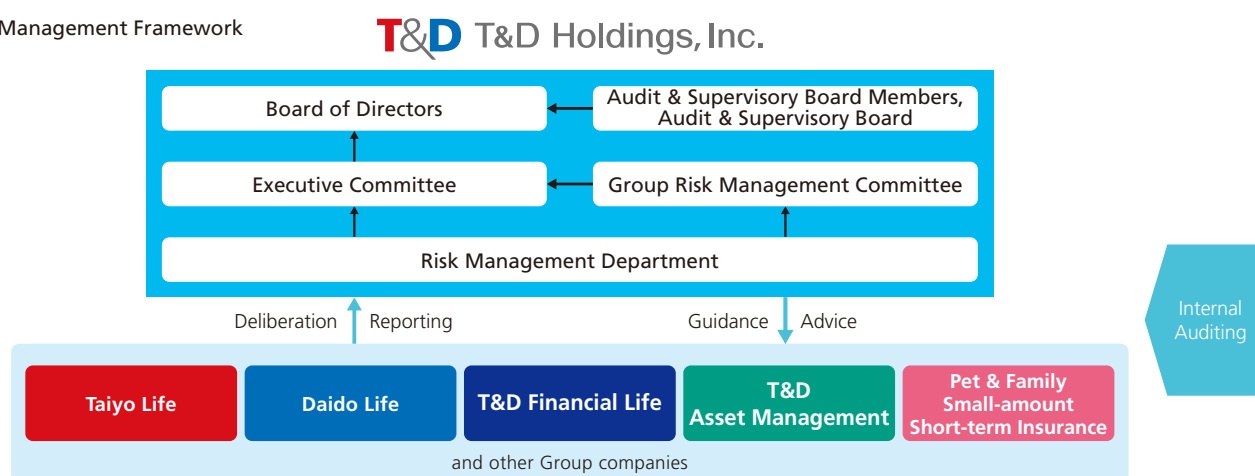 Management Framework
T&D T&D Holdings, Inc.
Board of Directors
Audit & Supervisory Board Members,
Audit & Supervisory Board
Executive Committee
Group Risk Management Committee
Risk Management Department
Deliberation Reporting
Guidance Advice
Internal
Auditing
Taiyo Life
Daido Life
T&D Financial Life
T&D
Asset Management
Pet & Family
Small-amount
Short-term Insurance
and other Group companies